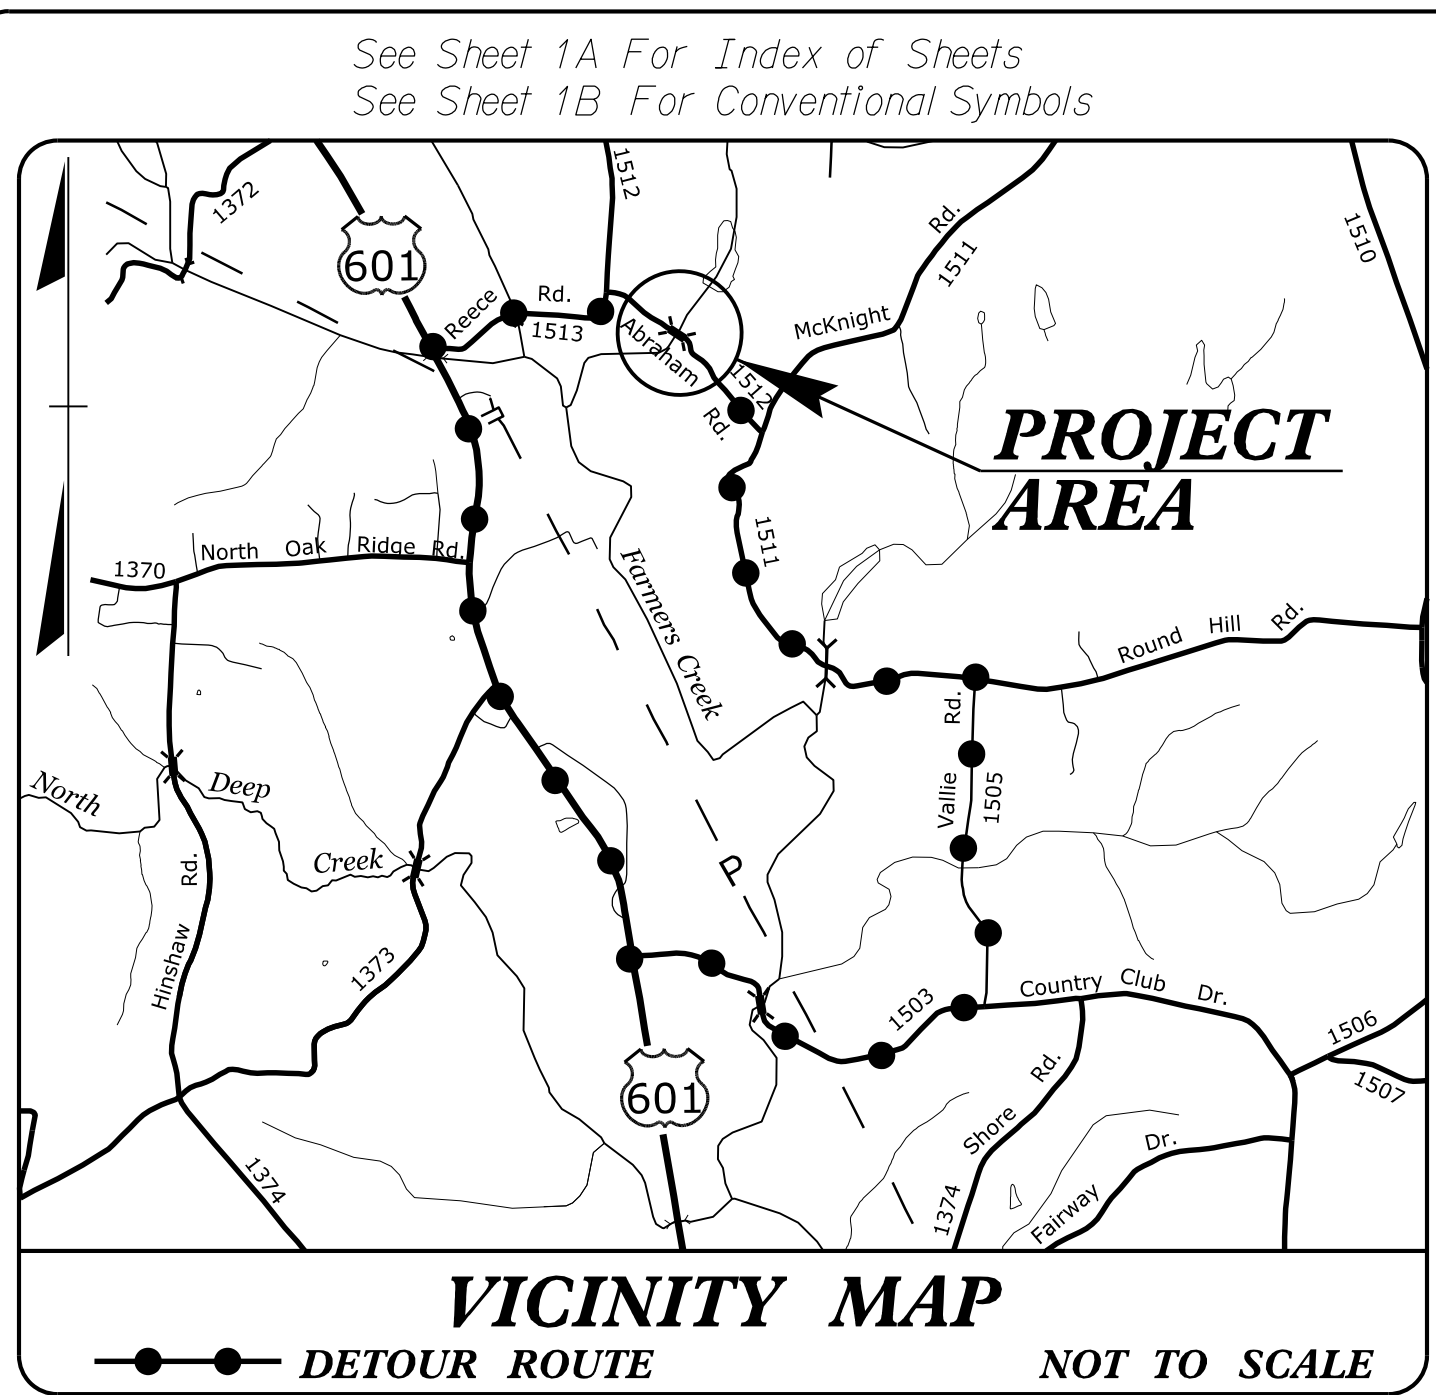 See Sheet 1A For Index of Sheets
See Sheet 1B For Conventional Symbols
1372
601
1512
Rd.
1511
1510
Reece Rd.
1513
Abraham Rd.
1512
McKnight
PROJECT
AREA
1370
North Oak Ridge Rd.
Farmers Creek
1511
Round Hill Rd.
North Deep Creek
Vallie Rd.
1505
P
Hinshaw Rd.
1373
1503
Country Club Dr.
1506
1507
601
Shore Rd.
1374
1374
Fairway Dr.
VICINITY MAP
DETOUR ROUTE
NOT TO SCALE